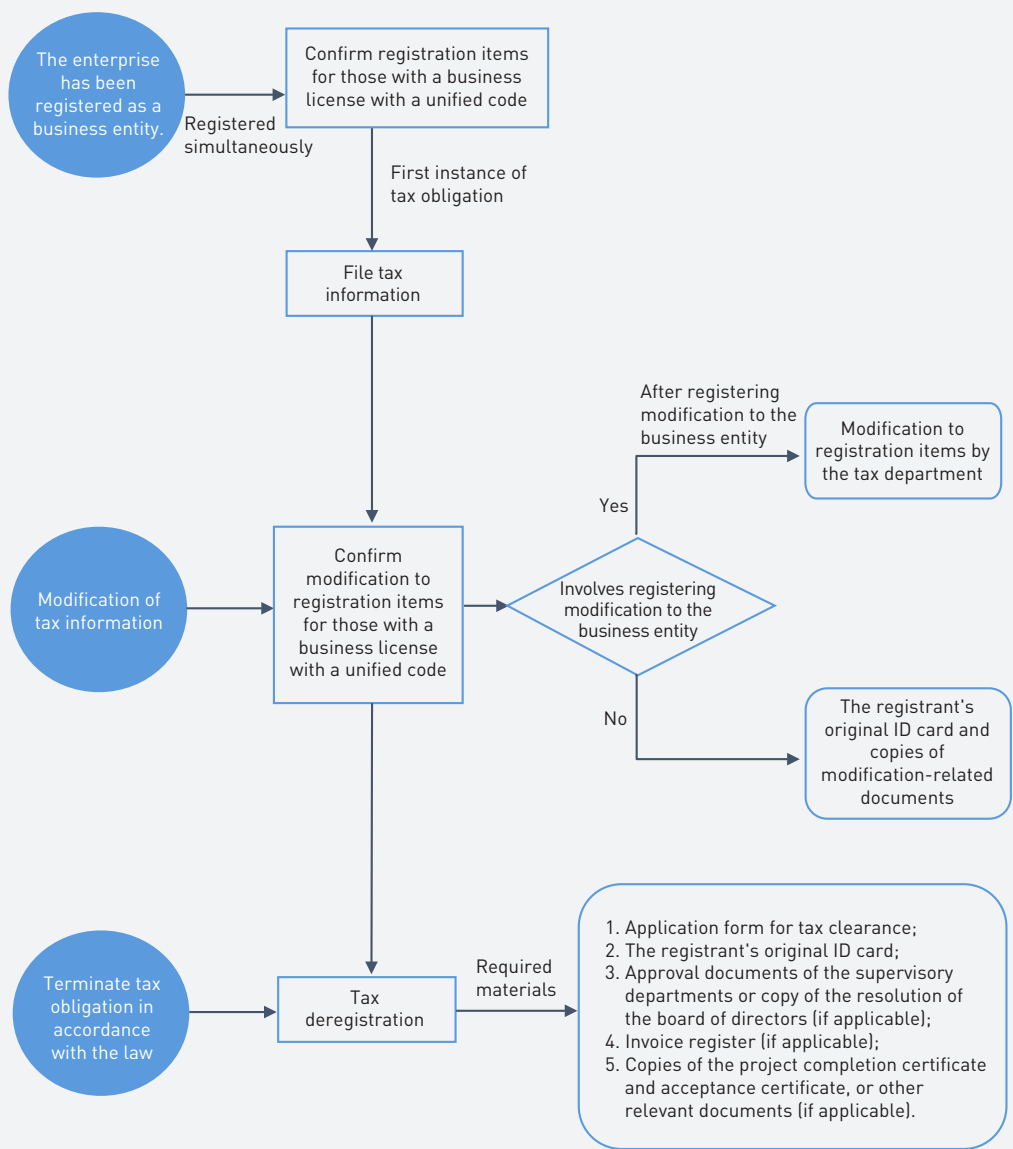 The enterprise
has been
registered as a
business entity.
Registered
simultaneously
Confirm registration items
for those with a business
license with a unified code
First instance of
tax obligation
File tax
information
Modification of
tax information
Confirm
modification to
registration items
for those with a
business license
with a unified code
Involves registering
modification to the
business entity
Yes
After registering
modification to the
business entity
Modification to
registration items by
the tax department
No
The registrant's
original ID card and
copies of
modification-related
documents
Terminate tax
obligation in
accordance
with the law
Tax
deregistration
Required
materials
1. Application form for tax clearance;
2. The registrant's original ID card;
3. Approval documents of the supervisory
departments or copy of the resolution of
the board of directors (if applicable);
4. Invoice register (if applicable);
5. Copies of the project completion certificate
and acceptance certificate, or other
relevant documents (if applicable).